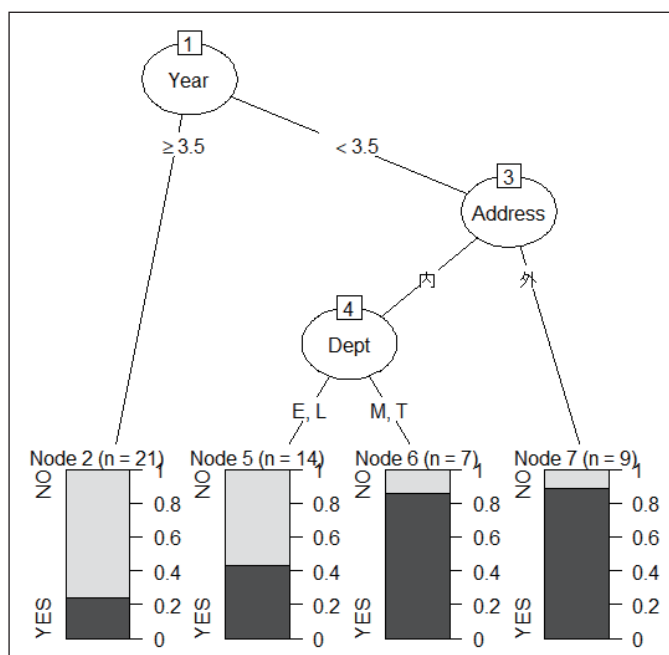 1
Year
≥ 3.5
< 3.5
3
Address
内
外
4
Dept
E, L
M, T
Node 2 (n = 21)
Node 5 (n = 14)
Node 6 (n = 7)
Node 7 (n = 9)
NO
YES
1
0.8
0.6
0.4
0.2
0
NO
YES
1
0.8
0.6
0.4
0.2
0
NO
YES
1
0.8
0.6
0.4
0.2
0
NO
YES
1
0.8
0.6
0.4
0.2
0